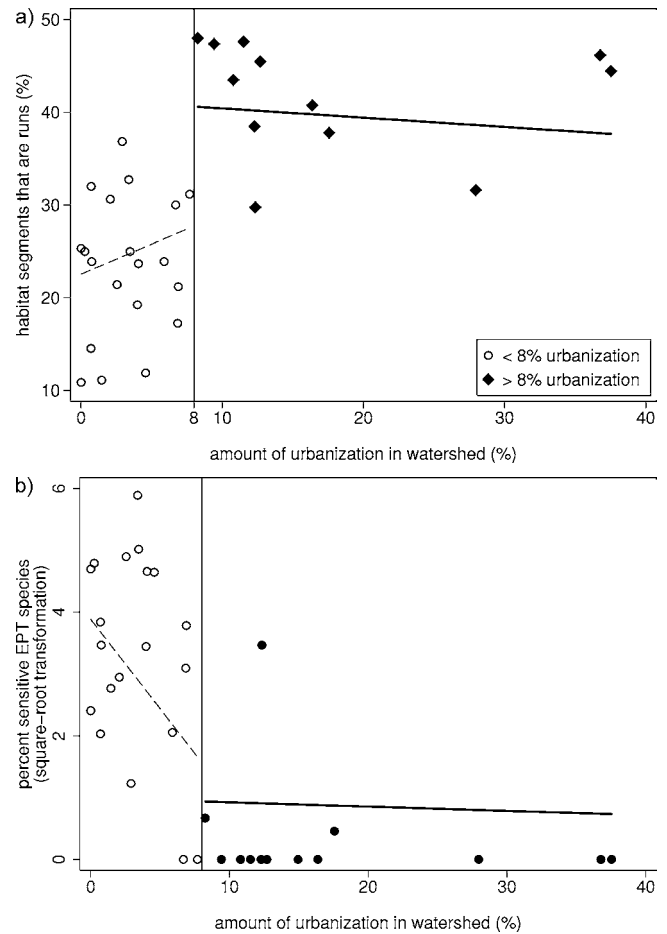 a)
50
40
30
20
10%
habitat segments that are runs (%)
0
8
10
20
30
40
amount of urbanization in watershed (%)
< 8% urbanization
> 8% urbanization
b)
6
4
2
0
percent sensitive EPT species
(square-root transformation)
0
10
20
30
40
amount of urbanization in watershed (%)